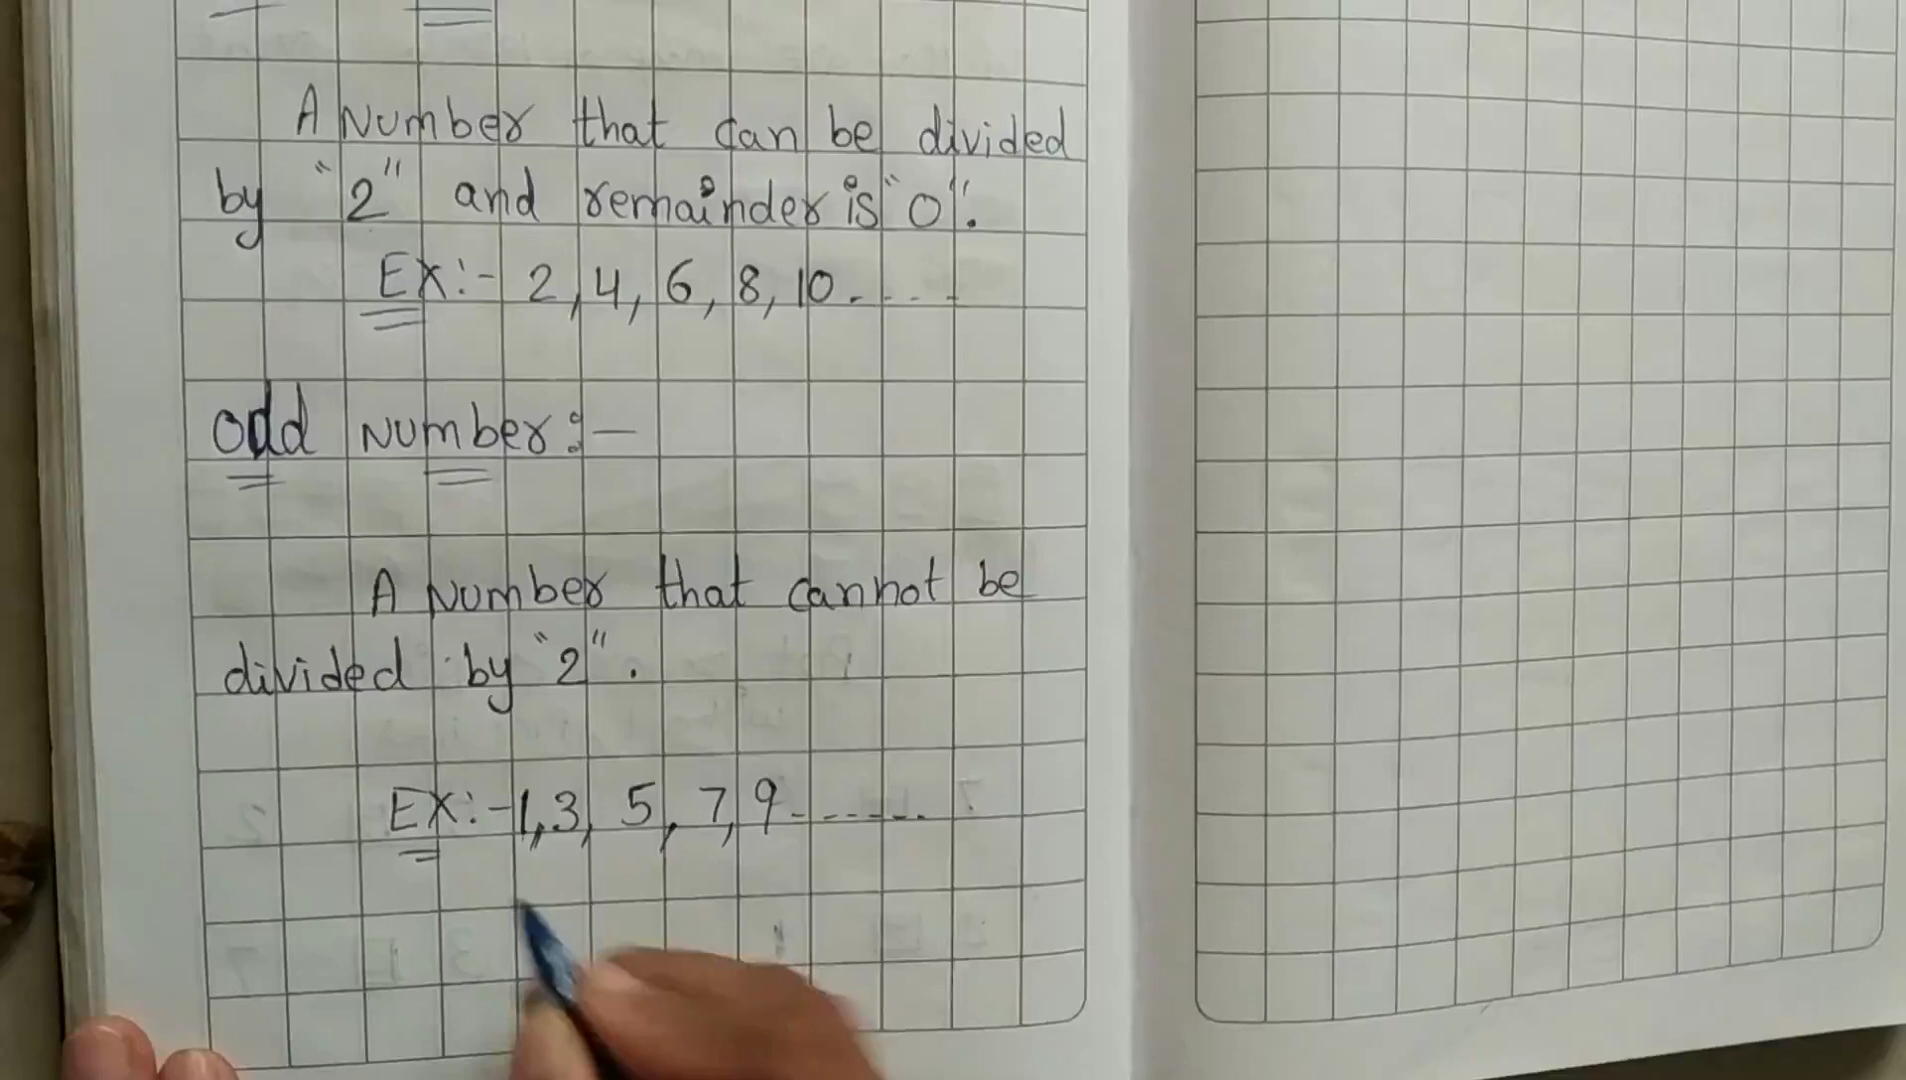 A Number that can be divided
by "2" and remainder is "0".
EX:- 2, 4, 6, 8, 10. - - -
odd Number:-
A Number that cannot be
divided by "2".
EX:- 1, 3, 5, 7, 9 - - - - - -